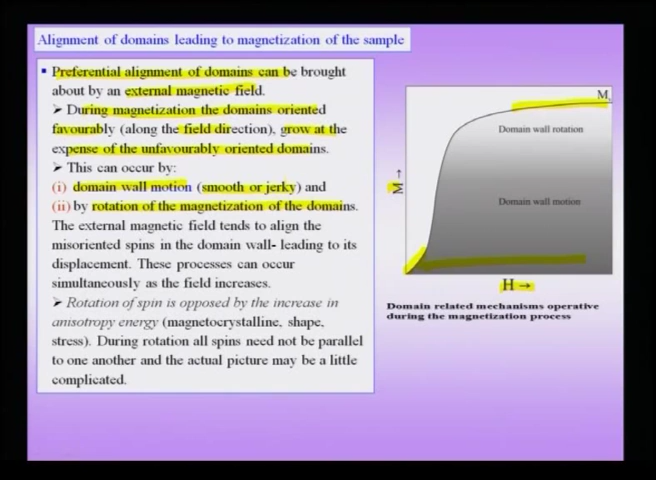 Alignment of domains leading to magnetization of the sample
▪ Preferential alignment of domains can be brought
about by an external magnetic field.
➢ During magnetization the domains oriented
favourably (along the field direction), grow at the
expense of the unfavourably oriented domains.
➢ This can occur by:
(i) domain wall motion (smooth or jerky) and
(ii) by rotation of the magnetization of the domains.
The external magnetic field tends to align the
misoriented spins in the domain wall- leading to its
displacement. These processes can occur
simultaneously as the field increases.
➢ Rotation of spin is opposed by the increase in
anisotropy energy (magnetocrystalline, shape,
stress). During rotation all spins need not be parallel
to one another and the actual picture may be a little
complicated.
Ms
Domain wall rotation
Domain wall motion
M →
H →
Domain related mechanisms operative
during the magnetization process